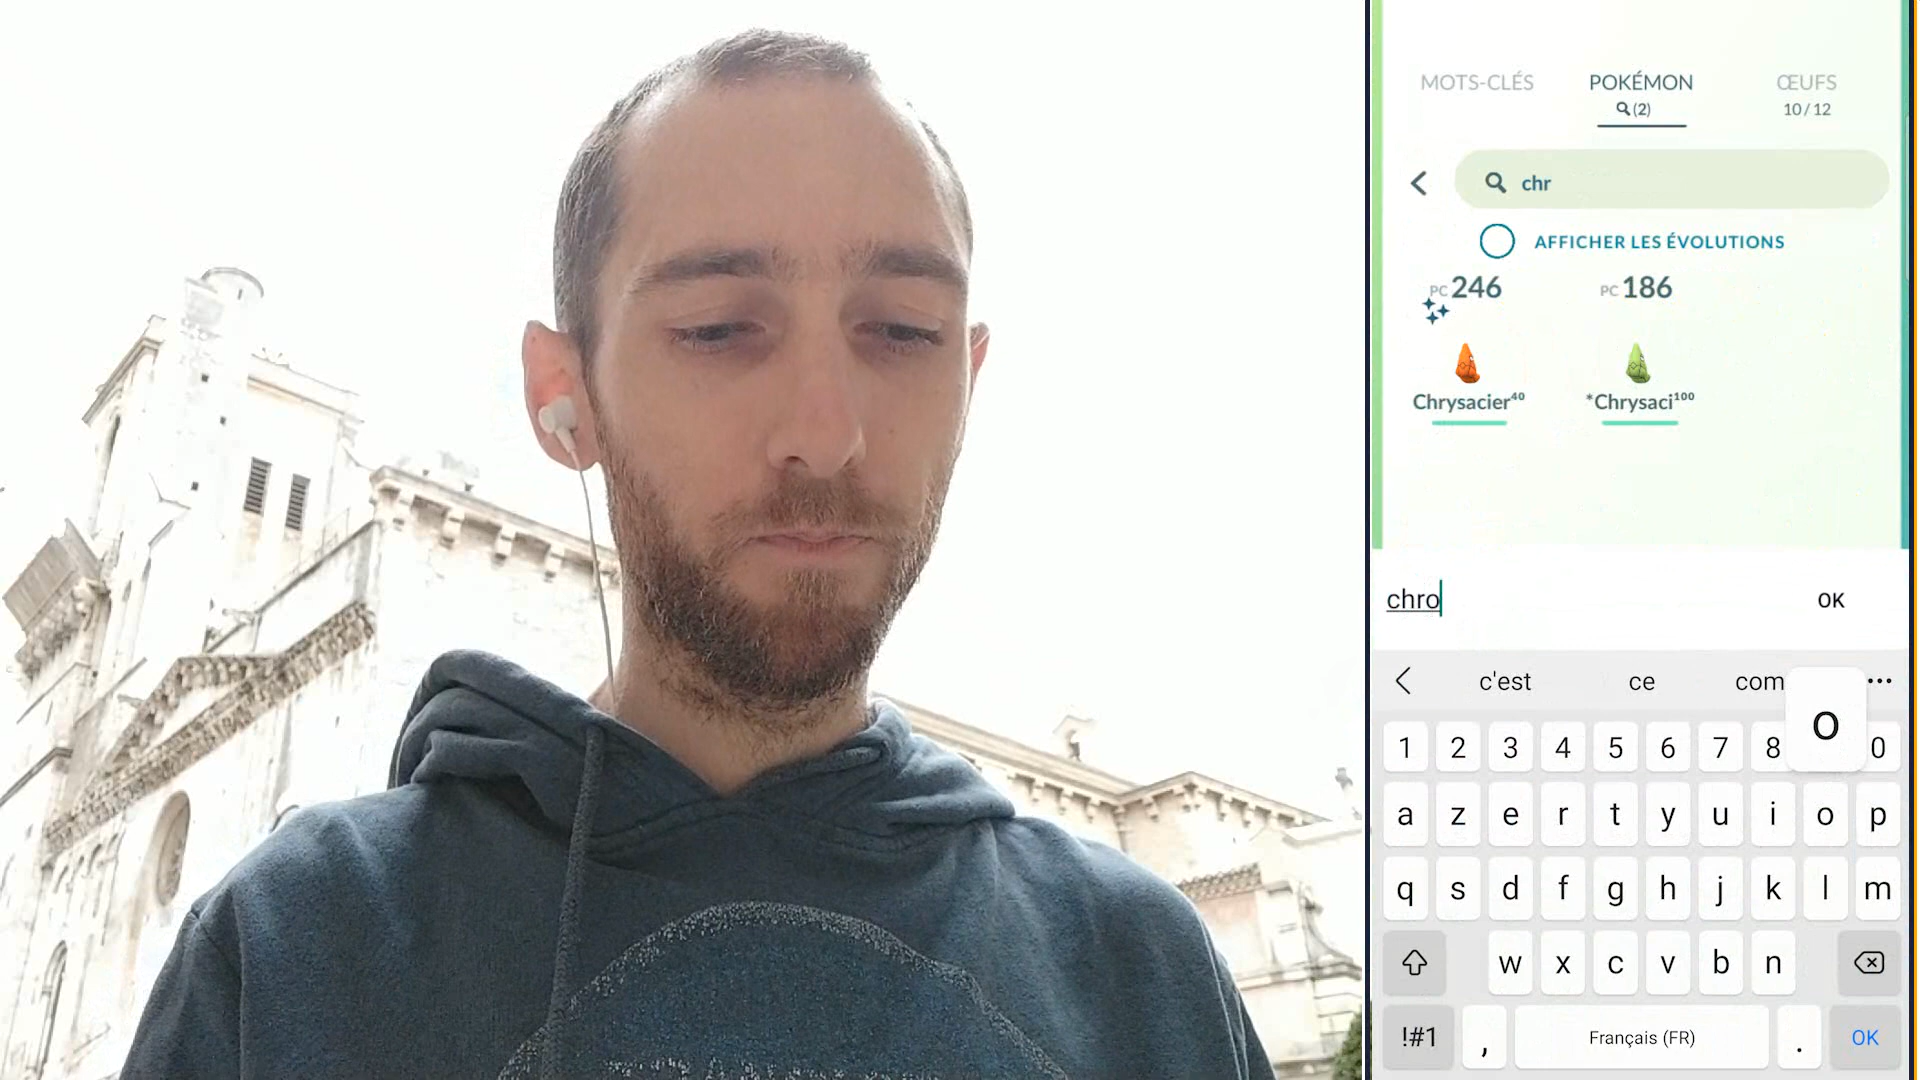 MOTS-CLÉS
POKÉMON
(2)
ŒUFS
10/12
chr
AFFICHER LES ÉVOLUTIONS
PC 246
PC 186
Chrysacier⁴⁰
*Chrysaci¹⁰⁰
chro
OK
c'est ce com ...
o
1 2 3 4 5 6 7 8 0
a z e r t y u i o p
q s d f g h j k l m
w x c v b n
!#1 , Français (FR) . OK